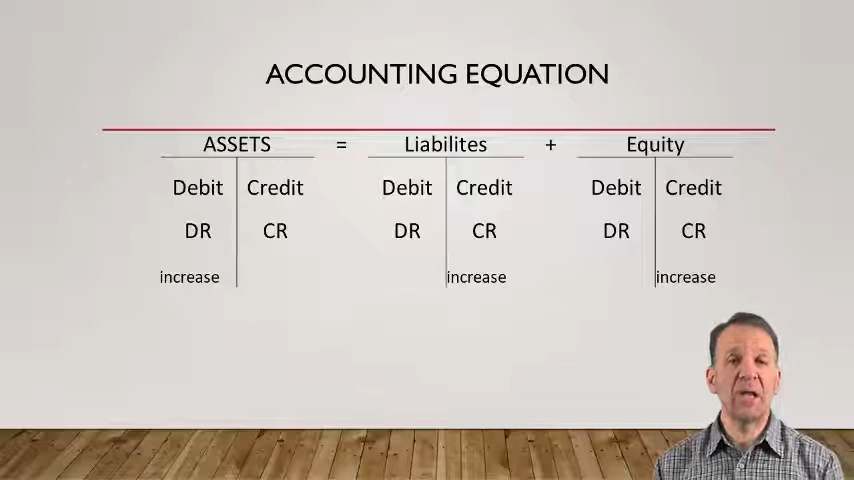 ACCOUNTING EQUATION
ASSETS = Liabilites + Equity
Debit Credit Debit Credit Debit Credit
DR CR DR CR DR CR
increase increase increase